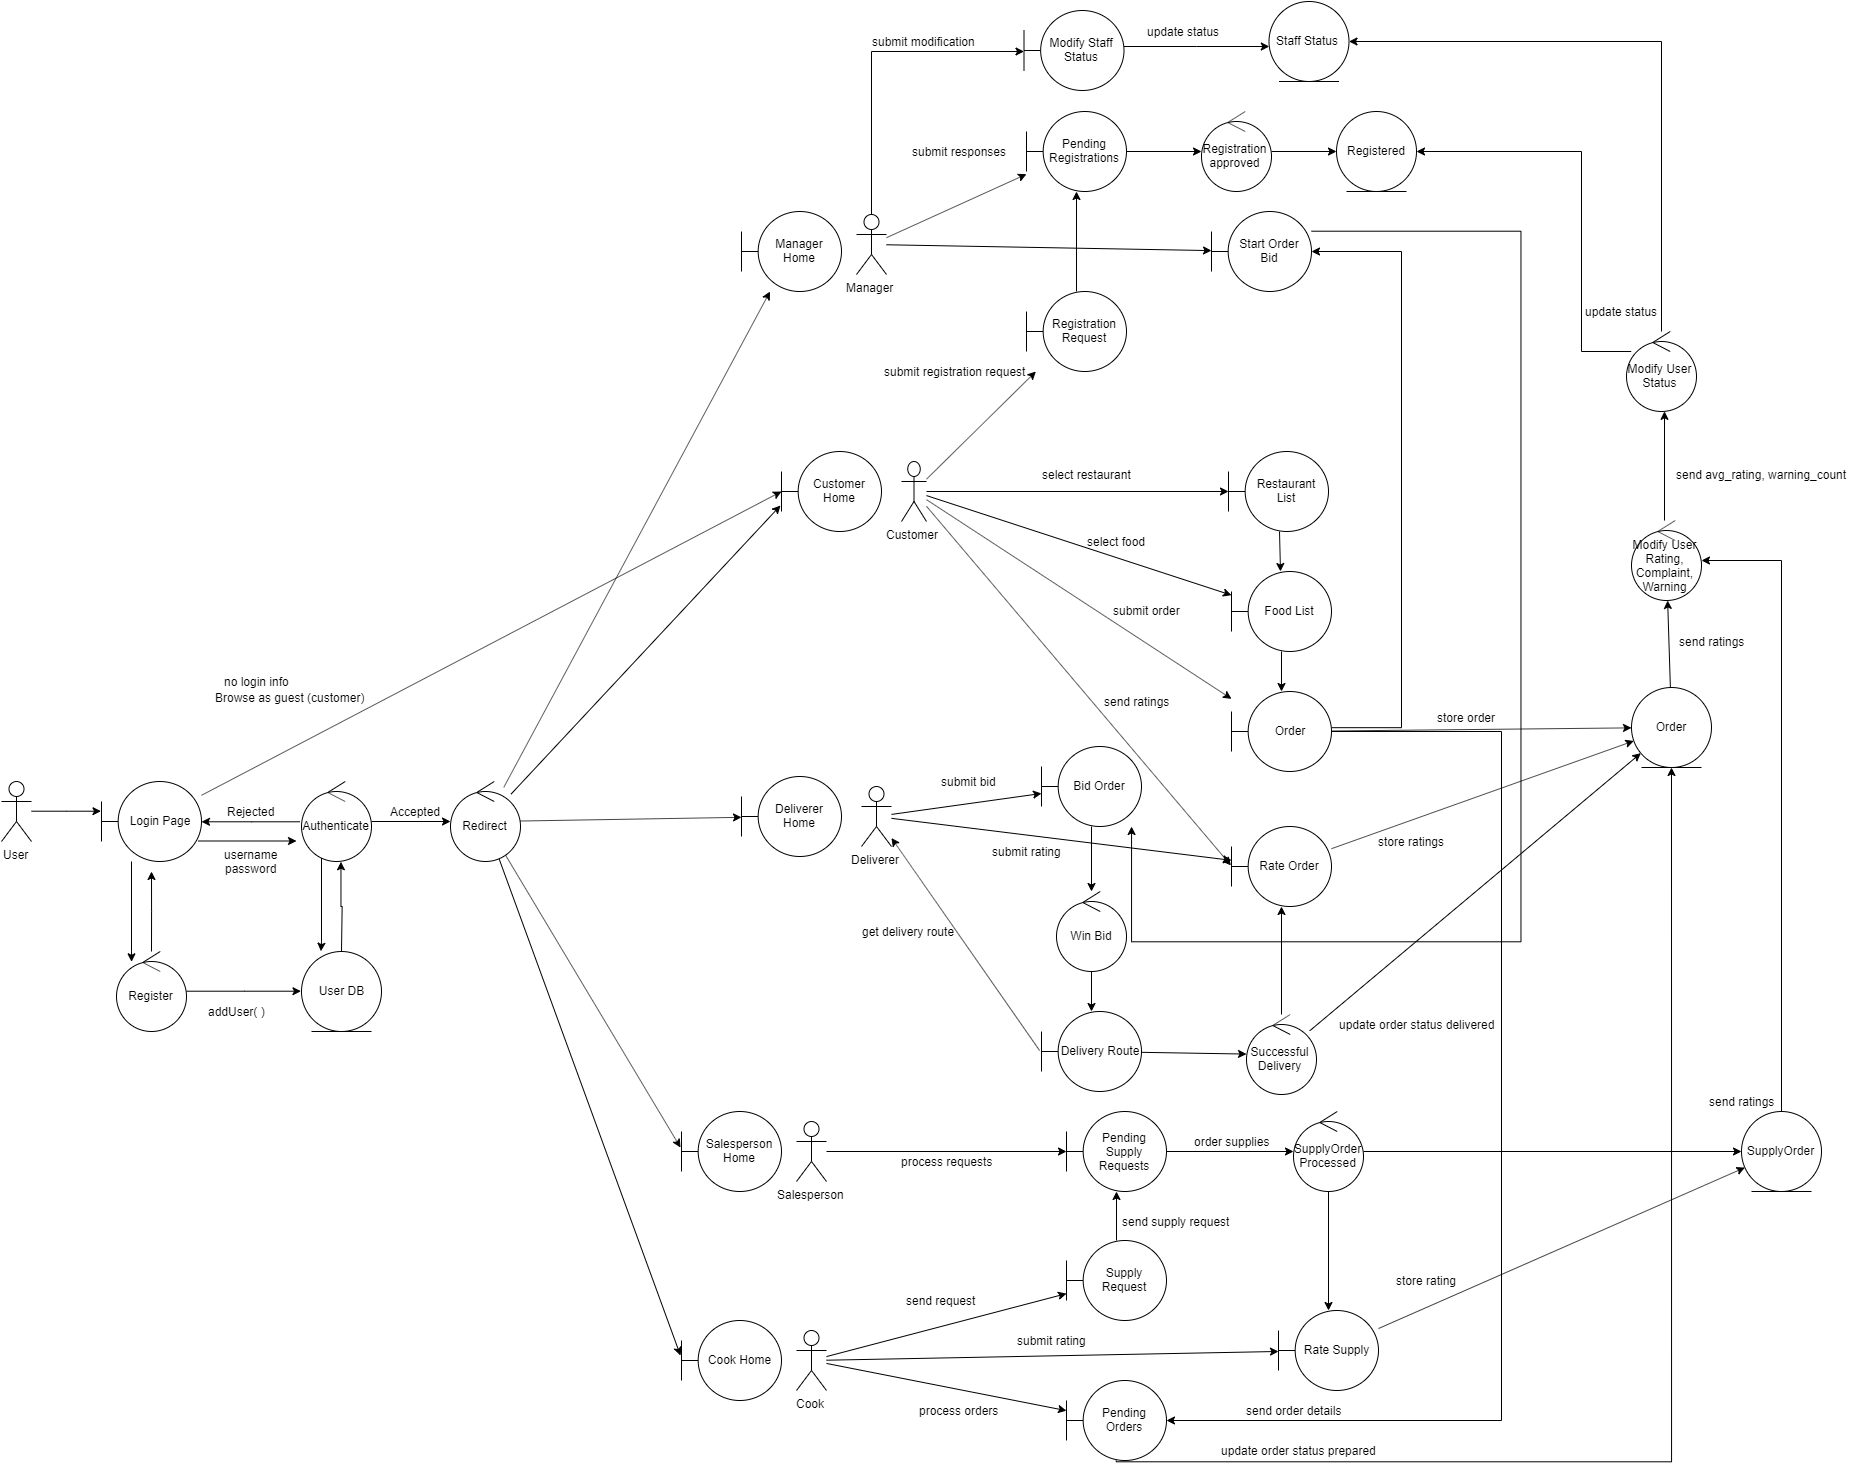 submit modification
Modify Staff
Status
update status
Staff Status
submit responses
Pending
Registrations
Registration
approved
Registered
Manager
Home
Manager
Start Order
Bid
Registration
Request
update status
submit registration request
Modify User
Status
Customer
Home
Customer
select restaurant
Restaurant
List
send avg_rating, warning_count
select food
Modify User
Rating,
Complaint,
Warning
submit order
Food List
send ratings
no login info
Browse as guest (customer)
send ratings
Order
store order
Order
User
Login Page
Rejected
username
password
Authenticate
Accepted
Redirect
Deliverer
Home
Deliverer
submit bid
Bid Order
submit rating
Rate Order
store ratings
get delivery route
Win Bid
Register
addUser( )
User DB
Delivery Route
Successful
Delivery
update order status delivered
send ratings
Salesperson
Home
Salesperson
process requests
Pending
Supply
Requests
order supplies
SupplyOrder
Processed
SupplyOrder
send supply request
Supply
Request
send request
store rating
submit rating
Rate Supply
Cook Home
Cook
process orders
Pending
Orders
send order details
update order status prepared